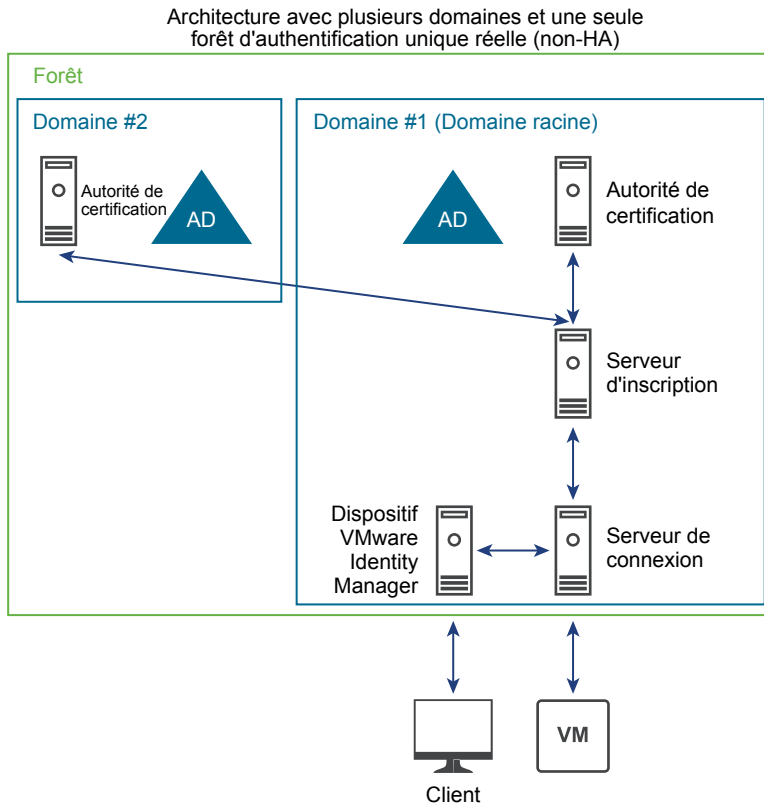 Architecture avec plusieurs domaines et une seule
forêt d'authentification unique réelle (non-HA)
Forêt
Domaine #2
Domaine #1 (Domaine racine)
Autorité de
certification
AD
AD
Autorité de
certification
Serveur
d'inscription
Dispositif
VMware
Identity
Manager
Serveur de
connexion
VM
Client